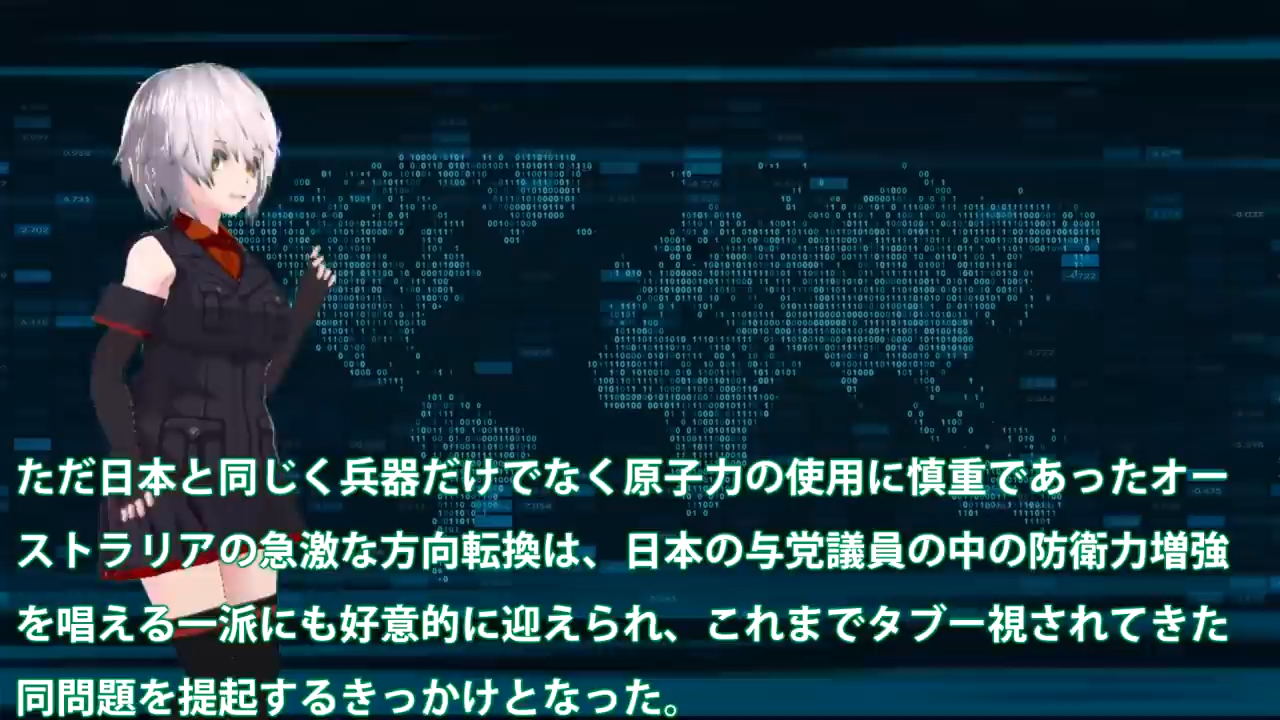 ただ日本と同じく兵器だけでなく原子力の使用に慎重であったオー
ストラリアの急激な方向転換は、日本の与党議員の中の防衛力増強
を唱える一派にも好意的に迎えられ、これまでタブー視されてきた
同問題を提起するきっかけとなった。